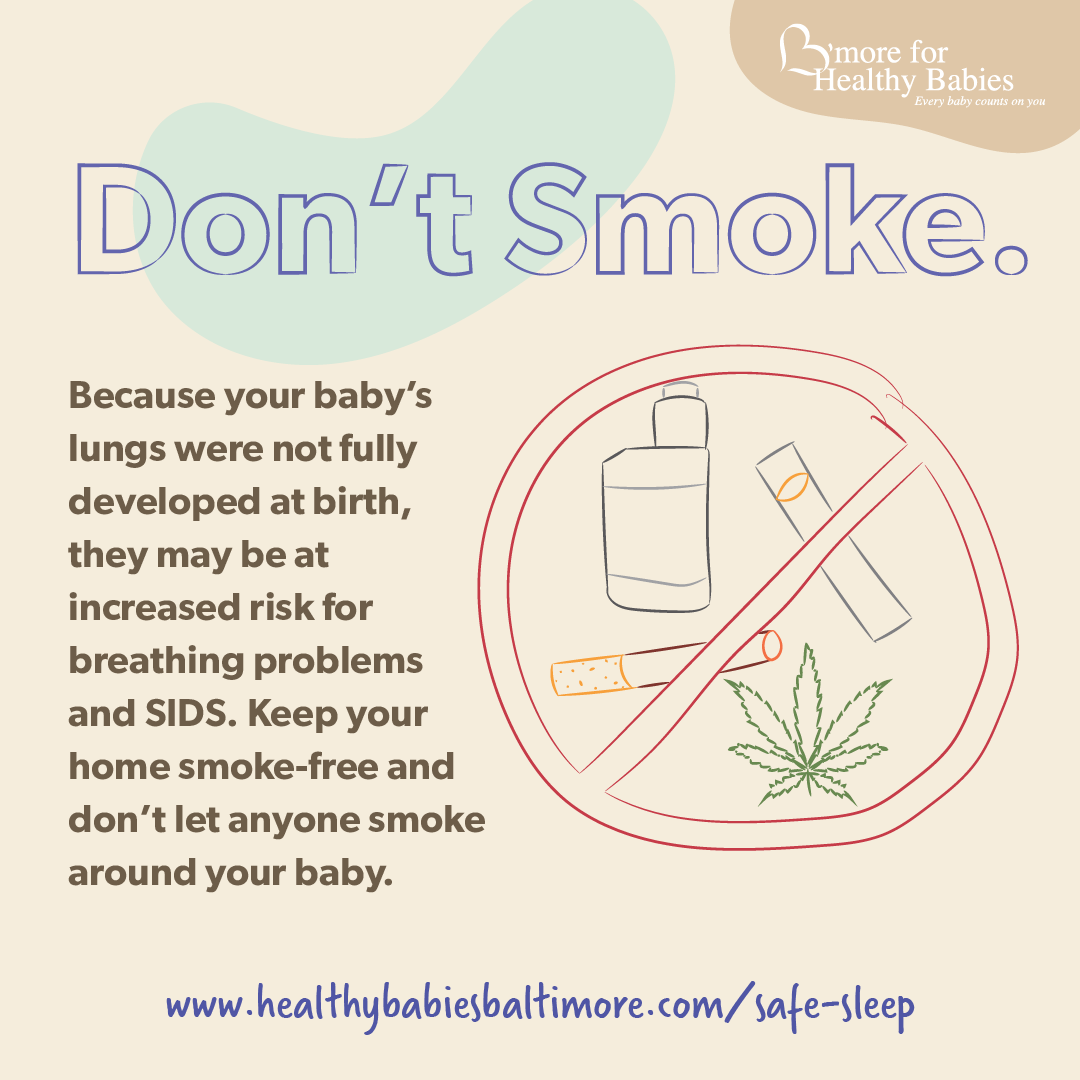 B'more for
Healthy Babies
Every baby counts on you
Don't Smoke.
Because your baby's
lungs were not fully
developed at birth,
they may be at
increased risk for
breathing problems
and SIDS. Keep your
home smoke-free and
don't let anyone smoke
around your baby.
www.healthybabiesbaltimore.com/safe-sleep